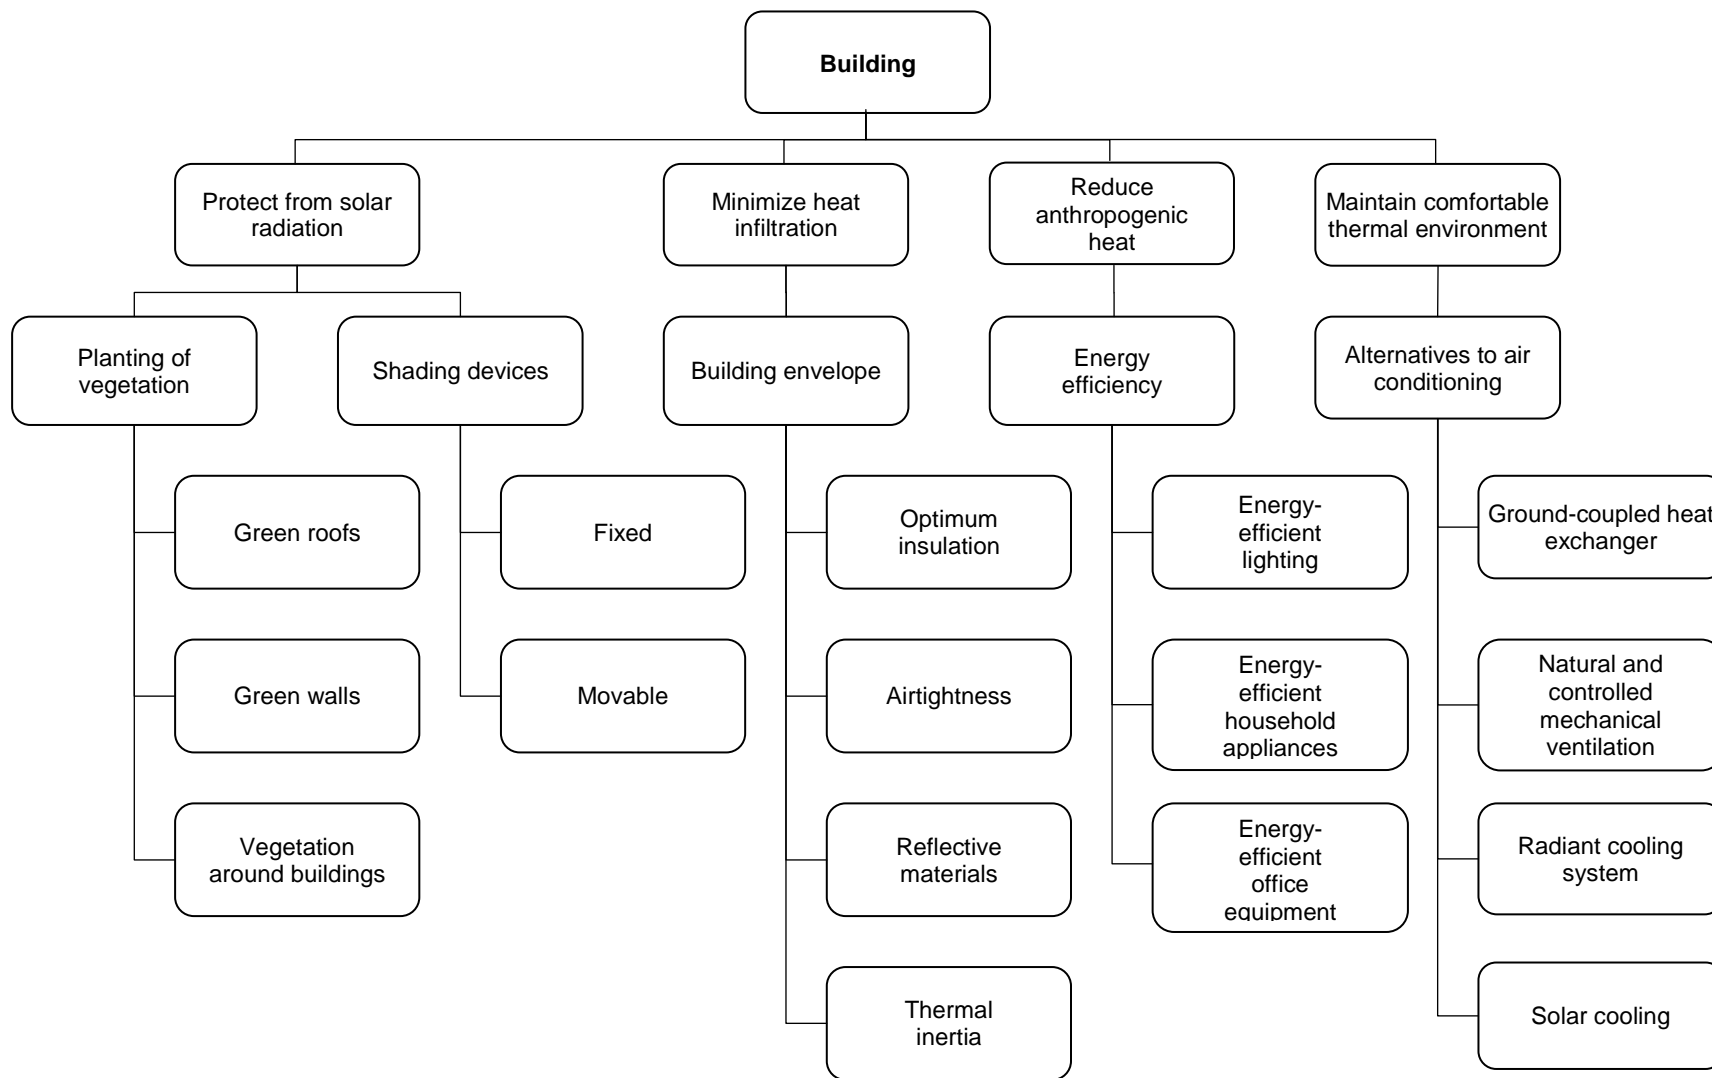 Building
Protect from solar
radiation
Minimize heat
infiltration
Reduce
anthropogenic
heat
Maintain comfortable
thermal environment
Planting of
vegetation
Shading devices
Building envelope
Energy
efficiency
Alternatives to air
conditioning
Green roofs
Fixed
Optimum
insulation
Energy-
efficient
lighting
Ground-coupled heat
exchanger
Green walls
Movable
Airtightness
Energy-
efficient
household
appliances
Natural and
controlled
mechanical
ventilation
Vegetation
around buildings
Reflective
materials
Energy-
efficient
office
equipment
Radiant cooling
system
Thermal
inertia
Solar cooling